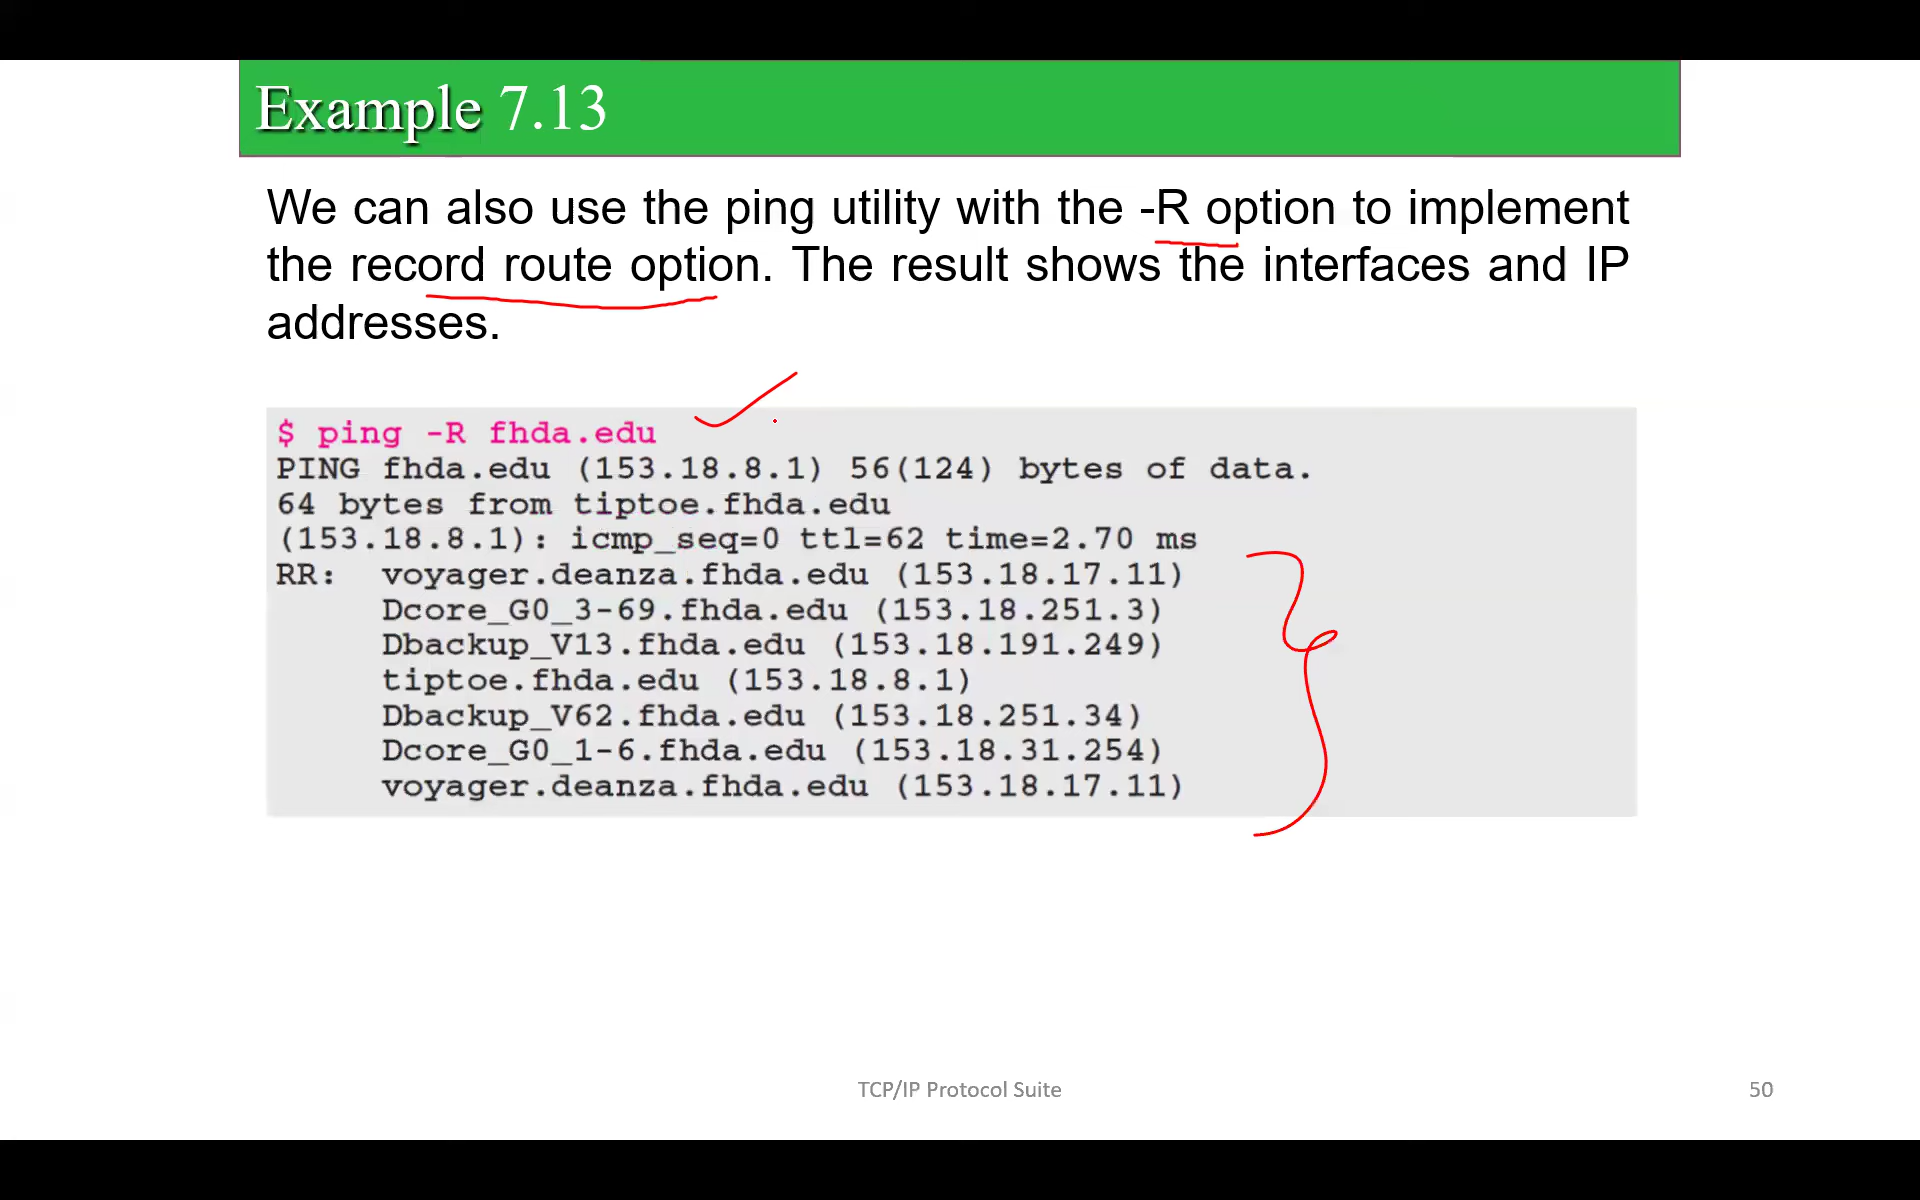 Example 7.13
We can also use the ping utility with the -R option to implement
the record route option. The result shows the interfaces and IP
addresses.
$ ping -R fhda.edu
PING fhda.edu (153.18.8.1) 56(124) bytes of data.
64 bytes from tiptoe.fhda.edu
(153.18.8.1): icmp_seq=0 ttl=62 time=2.70 ms
RR: voyager.deanza.fhda.edu (153.18.17.11)
Dcore_G0_3-69.fhda.edu (153.18.251.3)
Dbackup_V13.fhda.edu (153.18.191.249)
tiptoe.fhda.edu (153.18.8.1)
Dbackup_V62.fhda.edu (153.18.251.34)
Dcore_G0_1-6.fhda.edu (153.18.31.254)
voyager.deanza.fhda.edu (153.18.17.11)
TCP/IP Protocol Suite
50